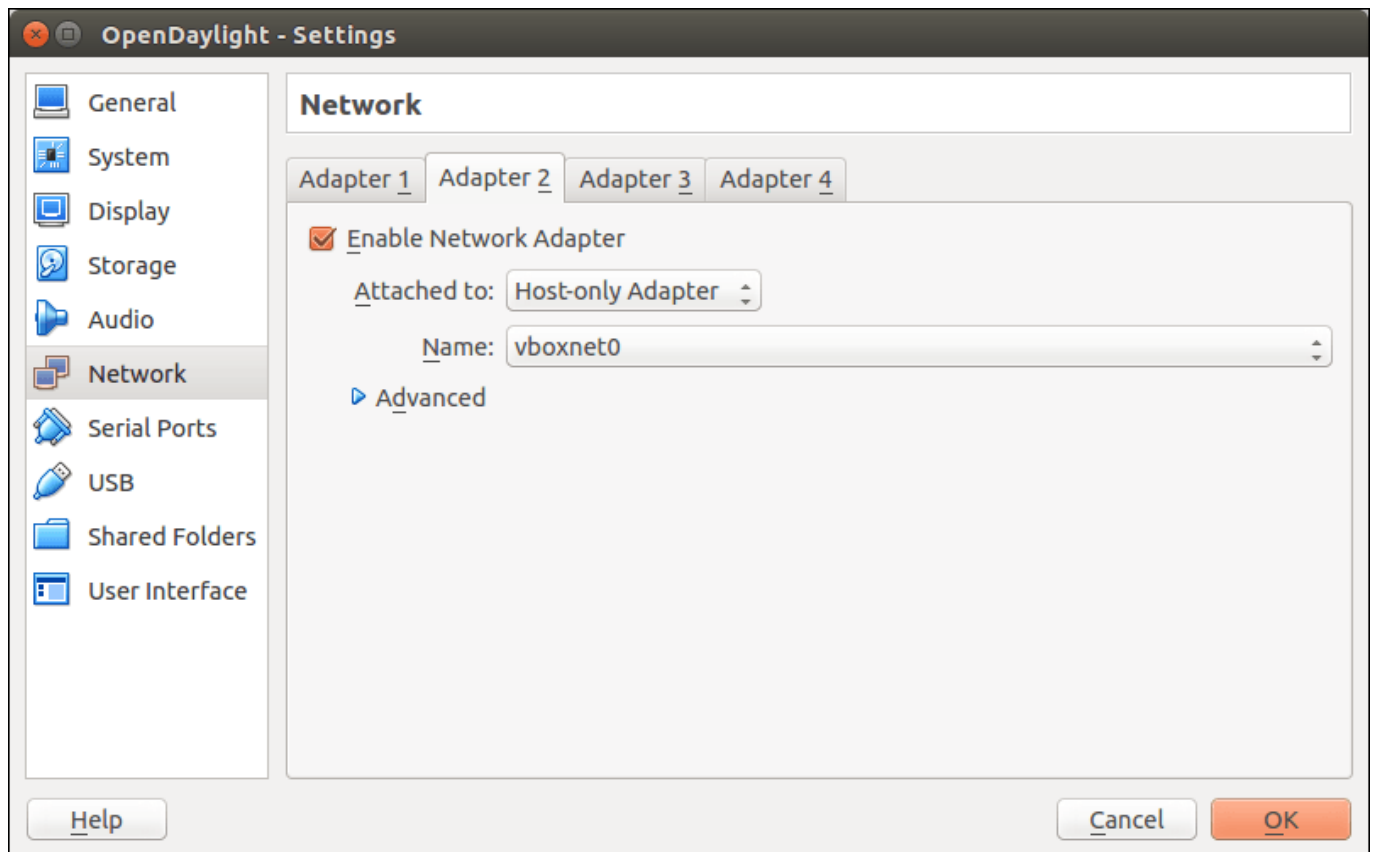 OpenDaylight - Settings
General
System
Display
Storage
Audio
Network
Serial Ports
USB
Shared Folders
User Interface
Network
Adapter 1 Adapter 2 Adapter 3 Adapter 4
Enable Network Adapter
Attached to: Host-only Adapter
Name: vboxnet0
Advanced
Help Cancel OK